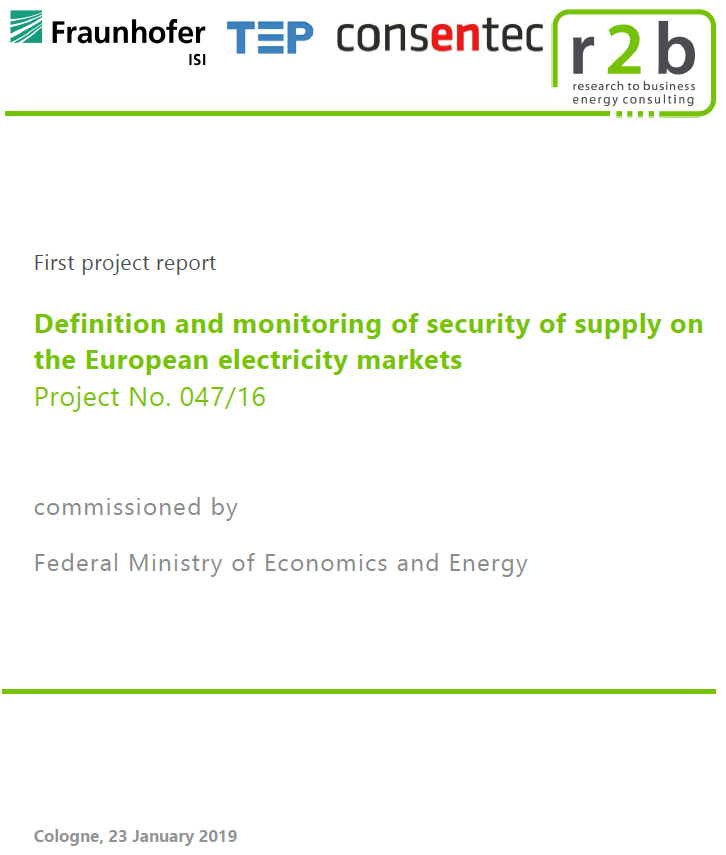 Fraunhofer
ISI
TEP
consentec
r2b
research to business
energy consulting
First project report
Definition and monitoring of security of supply on
the European electricity markets
Project No. 047/16
commissioned by
Federal Ministry of Economics and Energy
Cologne, 23 January 2019